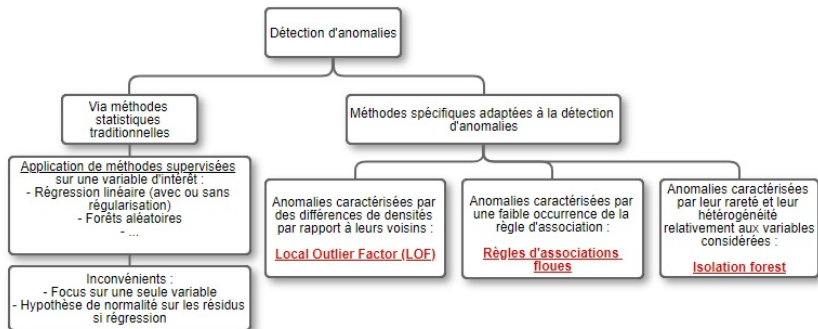 Détection d'anomalies
Via méthodes
statistiques
traditionnelles
Méthodes spécifiques adaptées à la détection
d'anomalies
Application de méthodes supervisées
sur une variable d'intérêt :
- Régression linéaire (avec ou sans
régularisation)
- Forêts aléatoires
- ...
Inconvénients :
- Focus sur une seule variable
- Hypothèse de normalité sur les résidus
si régression
Anomalies caractérisées par
des différences de densités
par rapport à leurs voisins :
Local Outlier Factor (LOF)
Anomalies caractérisées par
une faible occurrence de la
règle d'association :
Règles d'associations
floues
Anomalies caractérisées
par leur rareté et leur
hétérogénéité
relativement aux variables
considérées :
Isolation forest